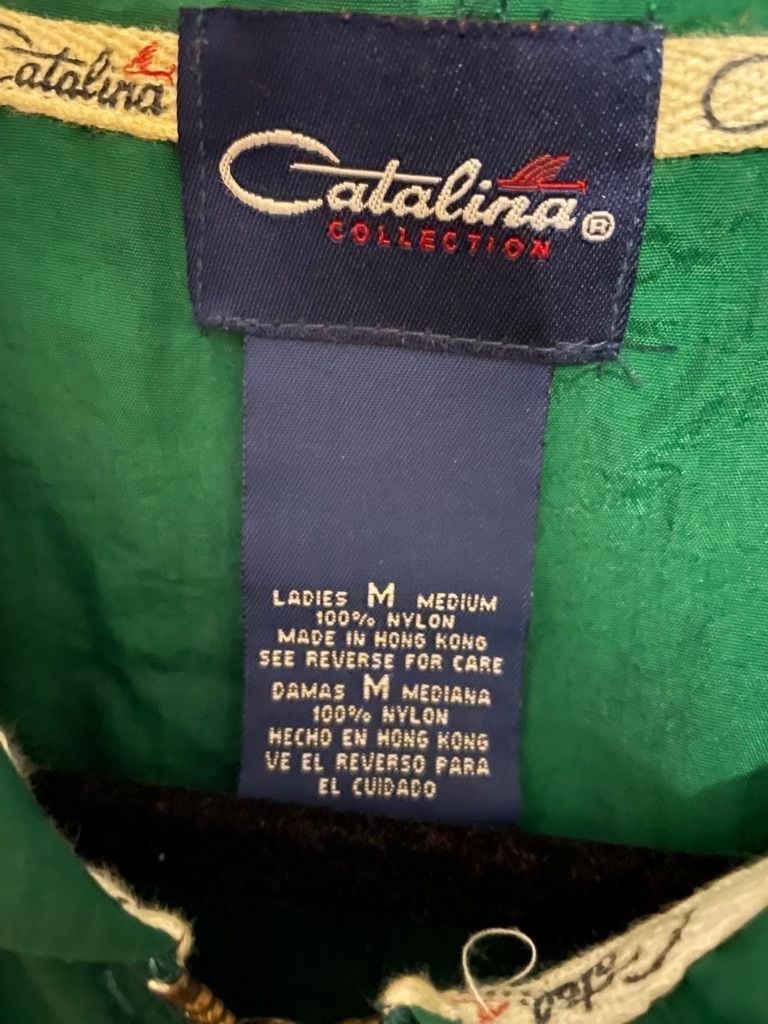 Catalina
Catalina®
COLLECTION
LADIES M MEDIUM
100% NYLON
MADE IN HONG KONG
SEE REVERSE FOR CARE
DAMAS M MEDIANA
100% NYLON
HECHO EN HONG KONG
VE EL REVERSO PARA
EL CUIDADO